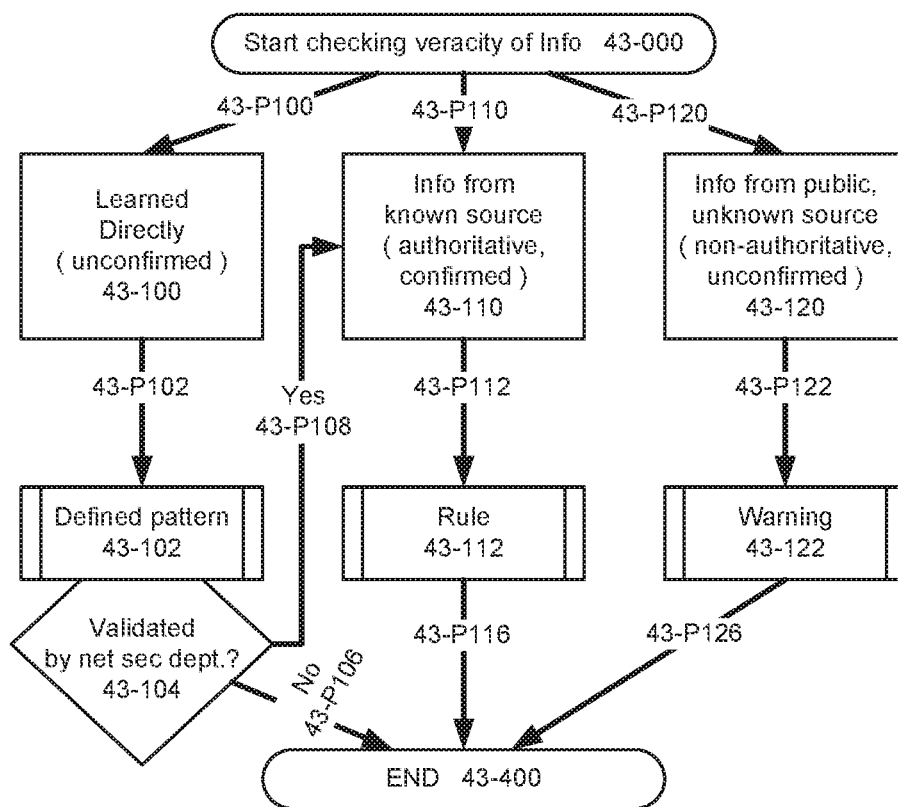 Start checking veracity of Info 43-000
43-P100
43-P110
43-P120
Learned
Directly
( unconfirmed )
43-100
Info from
known source
( authoritative,
confirmed )
43-110
Info from public,
unknown source
( non-authoritative,
unconfirmed )
43-120
43-P102
Yes
43-P108
43-P112
43-P122
Defined pattern
43-102
Rule
43-112
Warning
43-122
Validated
by net sec dept.?
43-104
No
43-P106
43-P116
43-P126
END 43-400